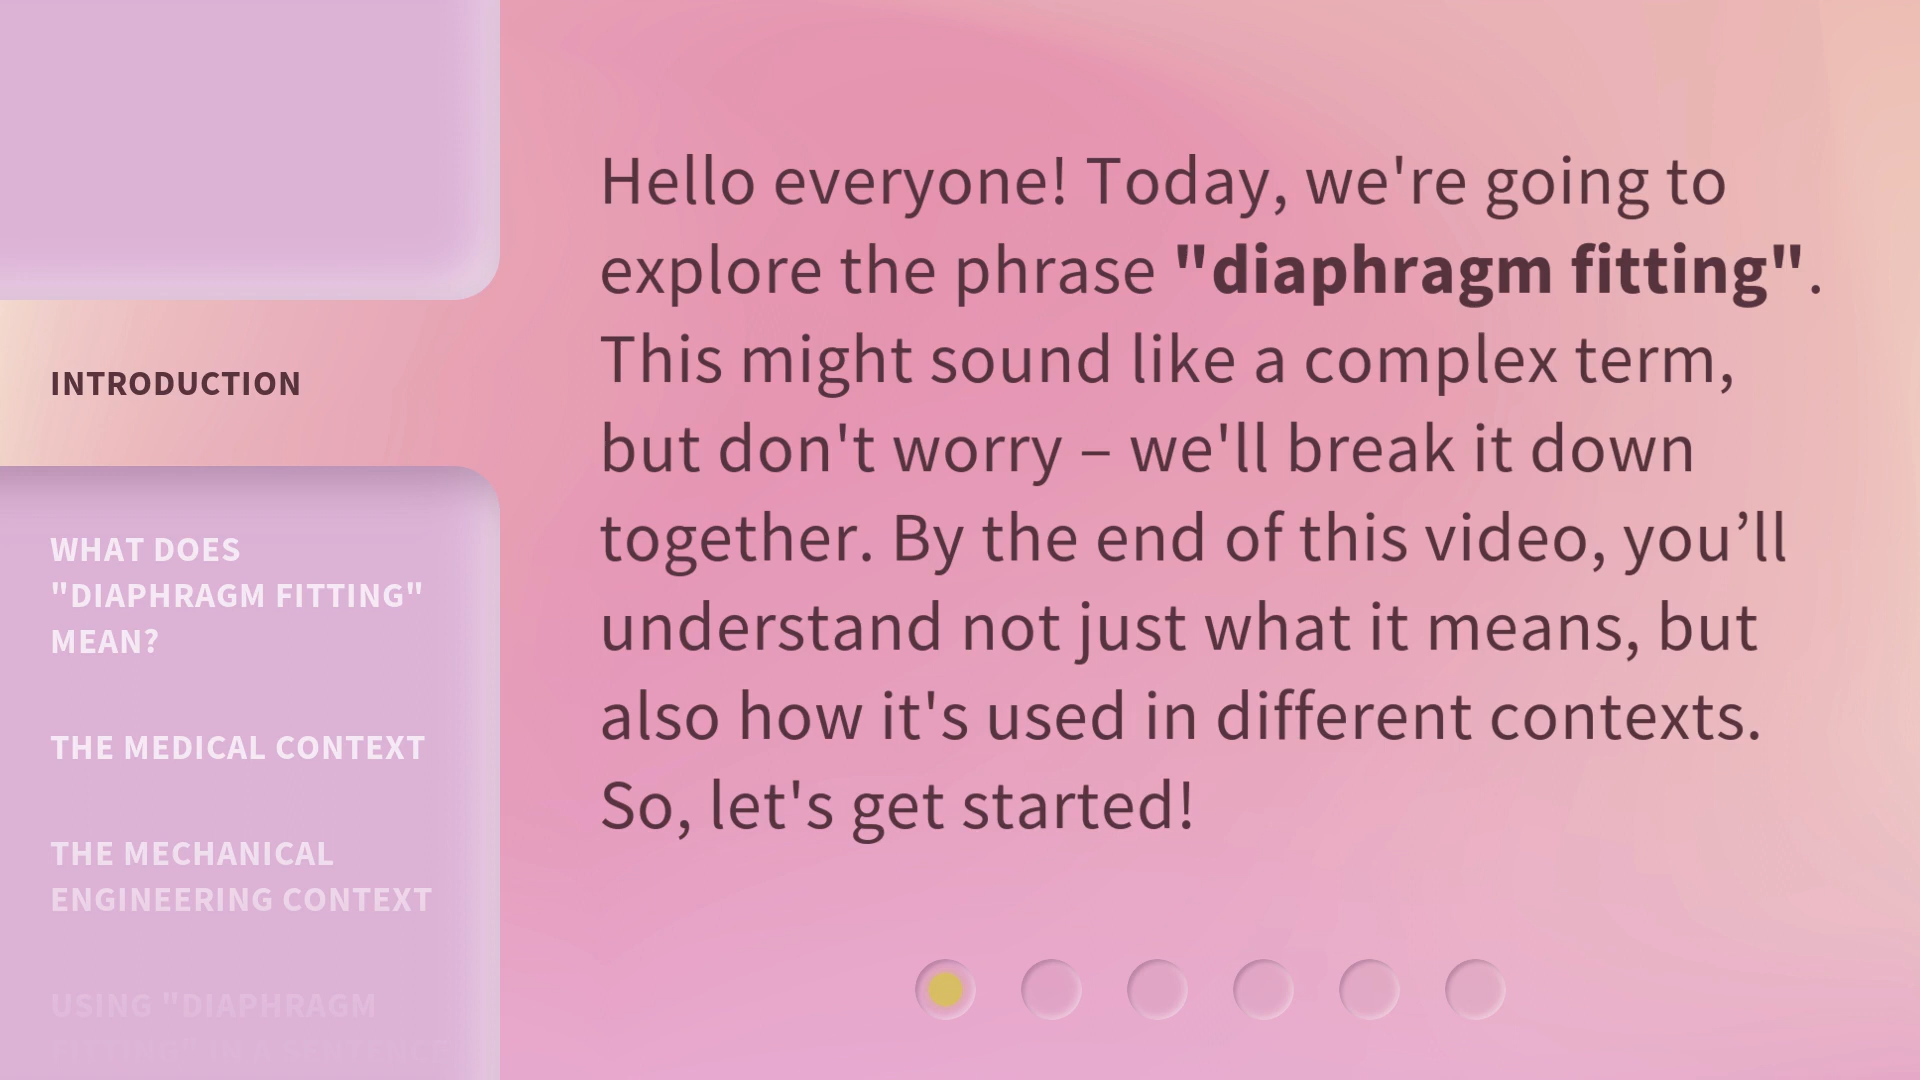 INTRODUCTION
WHAT DOES
"DIAPHRAGM FITTING"
MEAN?
THE MEDICAL CONTEXT
THE MECHANICAL
ENGINEERING CONTEXT
USING "DIAPHRAGM
FITTING" IN A SENTENCE
Hello everyone! Today, we're going to
explore the phrase "diaphragm fitting".
This might sound like a complex term,
but don't worry – we'll break it down
together. By the end of this video, you’ll
understand not just what it means, but
also how it's used in different contexts.
So, let's get started!